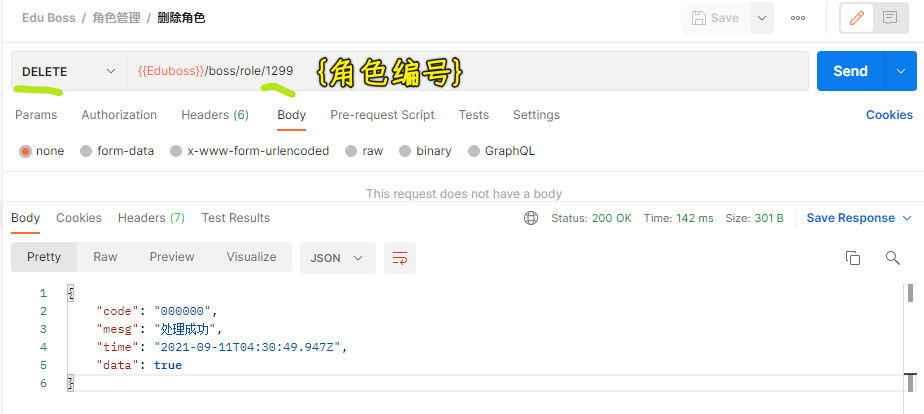 Edu Boss / 角色管理 / 删除角色 Save
DELETE {{Eduboss}}/boss/role/1299 {角色编号} Send
Params Authorization Headers (6) Body Pre-request Script Tests Settings Cookies
none form-data x-www-form-urlencoded raw binary GraphQL
This request does not have a body
Body Cookies Headers (7) Test Results Status: 200 OK Time: 142 ms Size: 301 B Save Response
Pretty Raw Preview Visualize JSON
1 {
2 "code": "000000",
3 "mesg": "处理成功",
4 "time": "2021-09-11T04:30:49.947Z",
5 "data": true
6 }